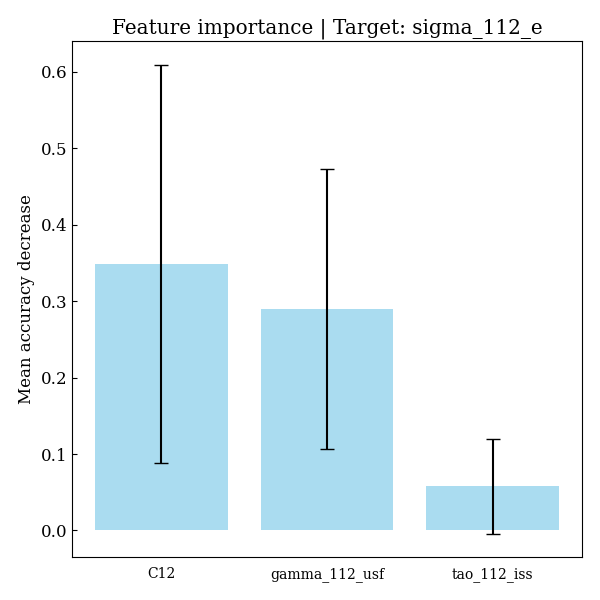 Feature importance | Target: sigma_112_e
Mean accuracy decrease
0.6
0.5
0.4
0.3
0.2
0.1
0.0
C12 gamma_112_usf tao_112_iss